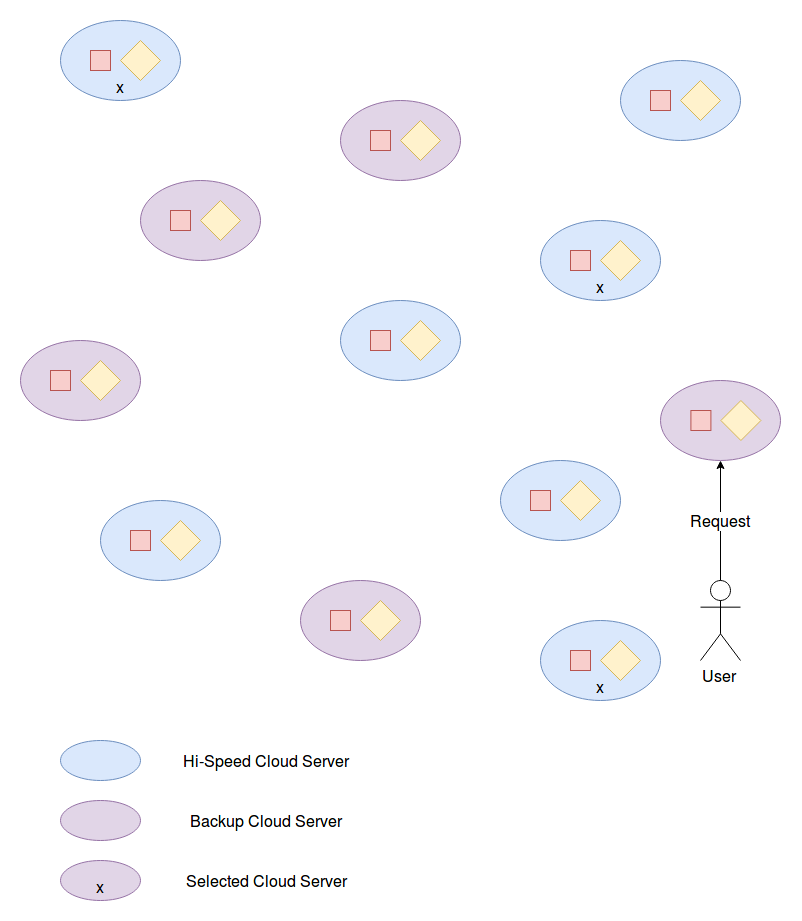 x
x
Request
x
User
Hi-Speed Cloud Server
Backup Cloud Server
x
Selected Cloud Server